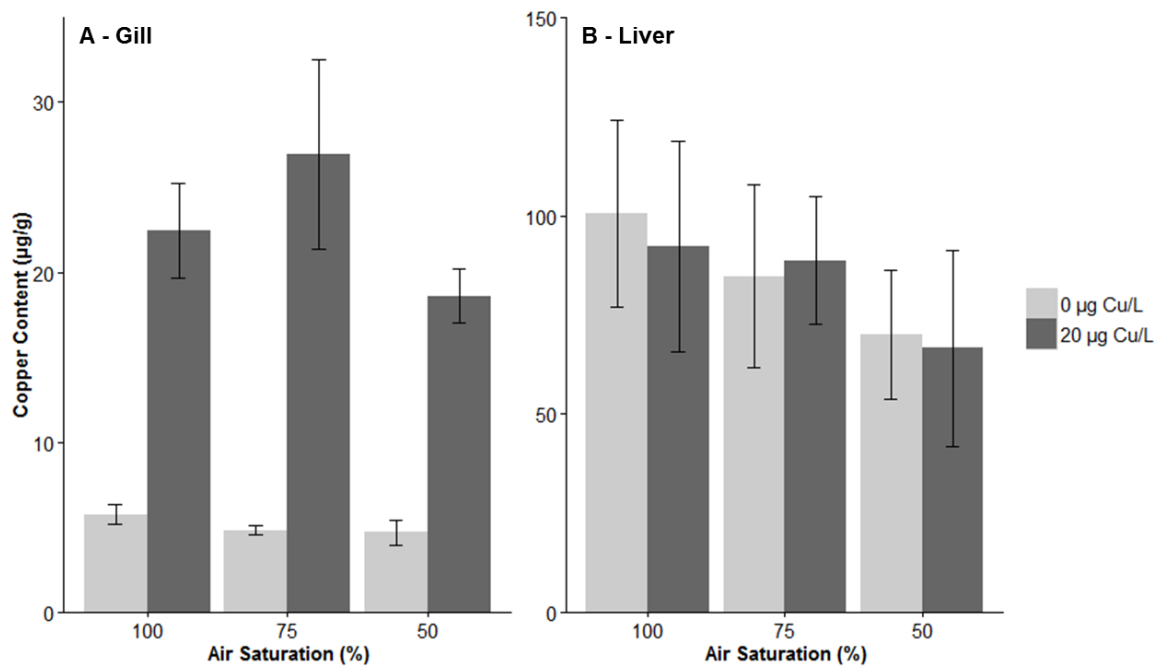 A - Gill
30
20
10
0
Copper Content (µg/g)
100
75
50
Air Saturation (%)
B - Liver
150
100
50
0
100
75
50
Air Saturation (%)
0 µg Cu/L
20 µg Cu/L